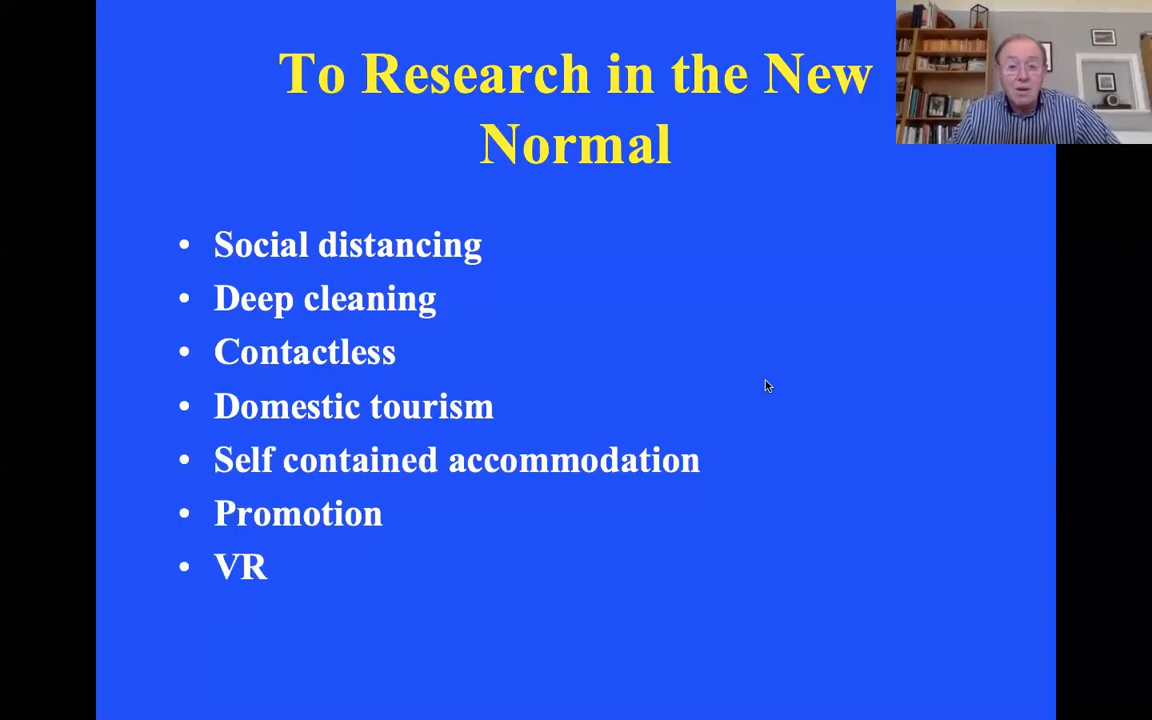 To Research in the New
Normal
• Social distancing
• Deep cleaning
• Contactless
• Domestic tourism
• Self contained accommodation
• Promotion
• VR